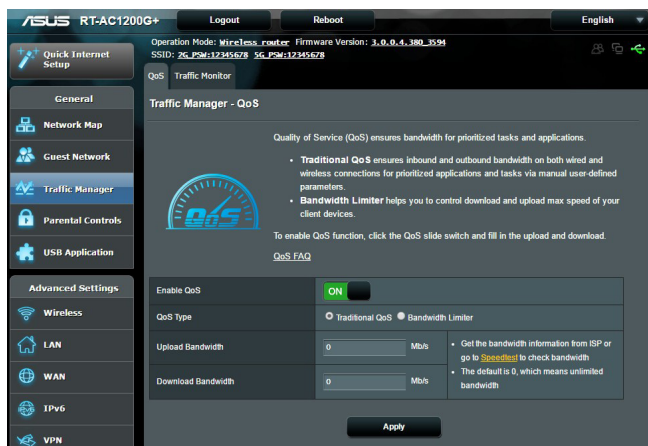 ASUS RT-AC1200G+ Logout Reboot English
Quick Internet Setup
Operation Mode: Wireless router Firmware Version: 3.0.0.4.380_3594
SSID: 2G_PSW:12345678 5G_PSW:12345678
QoS Traffic Monitor
General
Network Map
Guest Network
Traffic Manager
Parental Controls
USB Application
Advanced Settings
Wireless
LAN
WAN
IPv6
VPN
Traffic Manager - QoS
QoS
Quality of Service (QoS) ensures bandwidth for prioritized tasks and applications.
• Traditional QoS ensures inbound and outbound bandwidth on both wired and
wireless connections for prioritized applications and tasks via manual user-defined
parameters.
• Bandwidth Limiter helps you to control download and upload max speed of your
client devices.
To enable QoS function, click the QoS slide switch and fill in the upload and download.
QoS FAQ
Enable QoS ON
QoS Type Traditional QoS Bandwidth Limiter
Upload Bandwidth 0 Mb/s
Download Bandwidth 0 Mb/s
• Get the bandwidth information from ISP or
go to Speedtest to check bandwidth
• The default is 0, which means unlimited
bandwidth
Apply